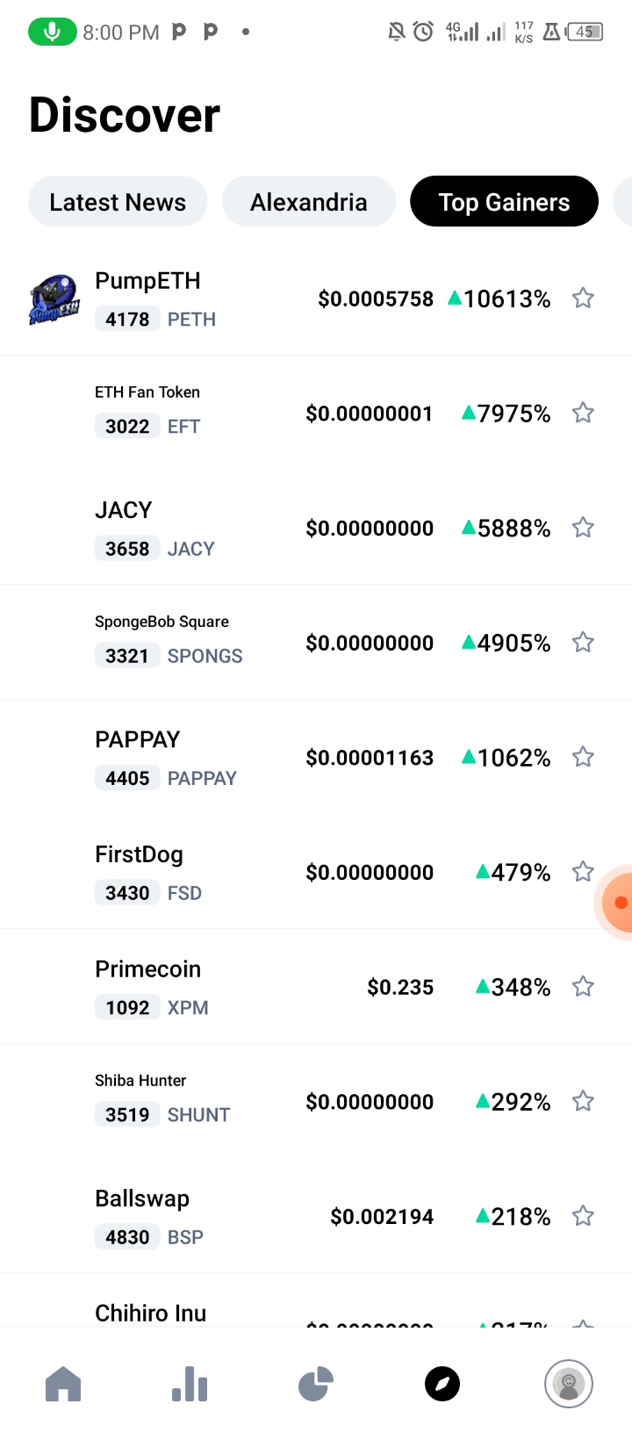 8:00 PM
4G
117
K/S
45
Discover
Latest News
Alexandria
Top Gainers
PumpETH
PumpETH
$0.0005758
10613%
4178
PETH
ETH Fan Token
$0.00000001
7975%
3022
EFT
JACY
$0.00000000
5888%
3658
JACY
SpongeBob Square
$0.00000000
4905%
3321
SPONGS
PAPPAY
$0.00001163
1062%
4405
PAPPAY
FirstDog
$0.00000000
479%
3430
FSD
Primecoin
$0.235
348%
1092
XPM
Shiba Hunter
$0.00000000
292%
3519
SHUNT
Ballswap
$0.002194
218%
4830
BSP
Chihiro Inu